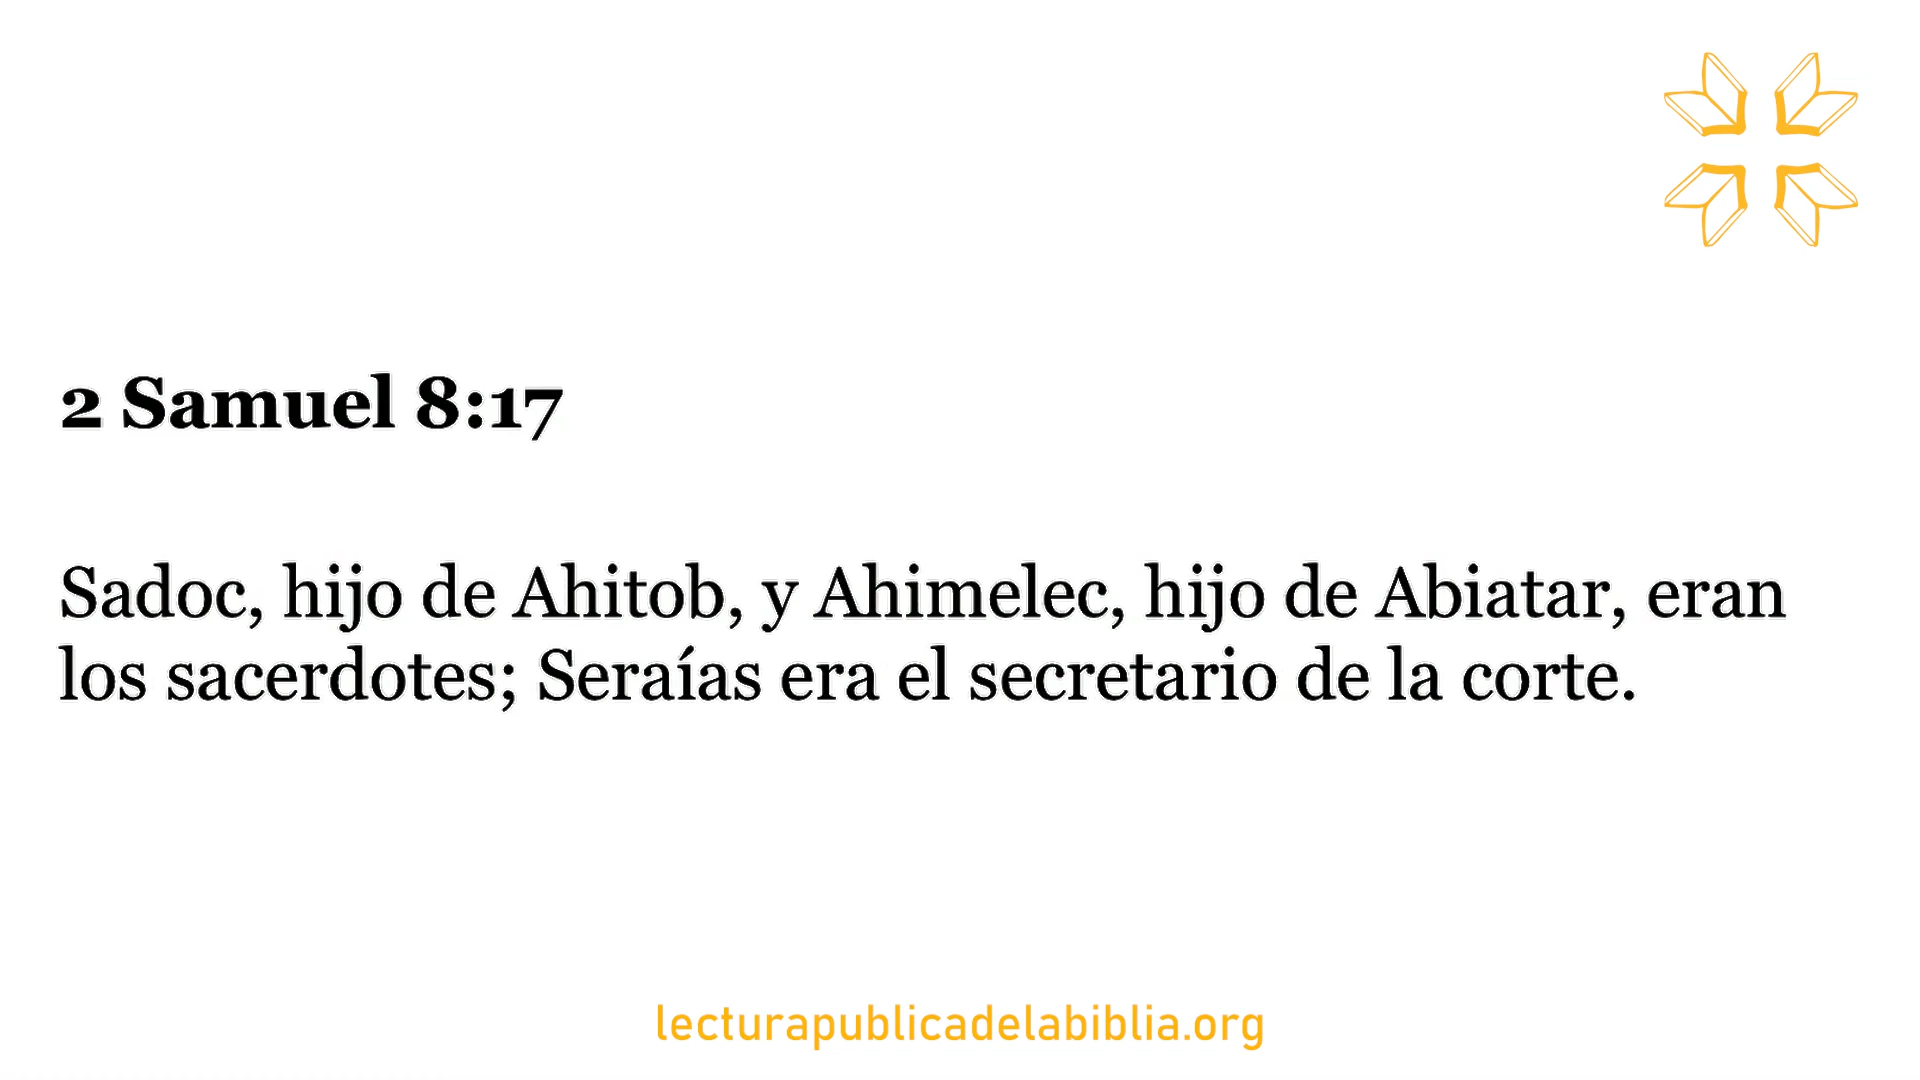 2 Samuel 8:17
Sadoc, hijo de Ahitob, y Ahimelec, hijo de Abiatar, eran
los sacerdotes; Seraías era el secretario de la corte.
lecturapublicadelabiblia.org